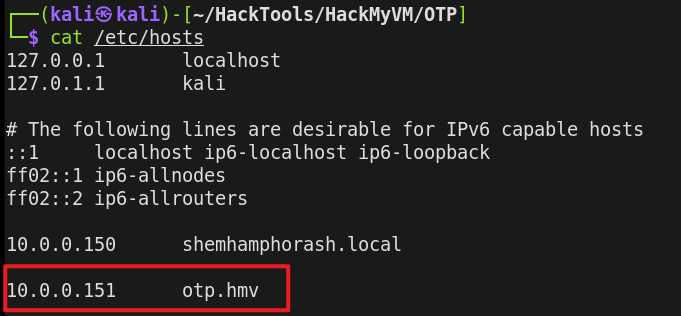 ┌──(kali㉿kali)-[~/HackTools/HackMyVM/OTP]
└─$ cat /etc/hosts
127.0.0.1       localhost
127.0.1.1       kali
# The following lines are desirable for IPv6 capable hosts
::1     localhost ip6-localhost ip6-loopback
ff02::1 ip6-allnodes
ff02::2 ip6-allrouters
10.0.0.150      shemhamphorash.local
10.0.0.151      otp.hmv